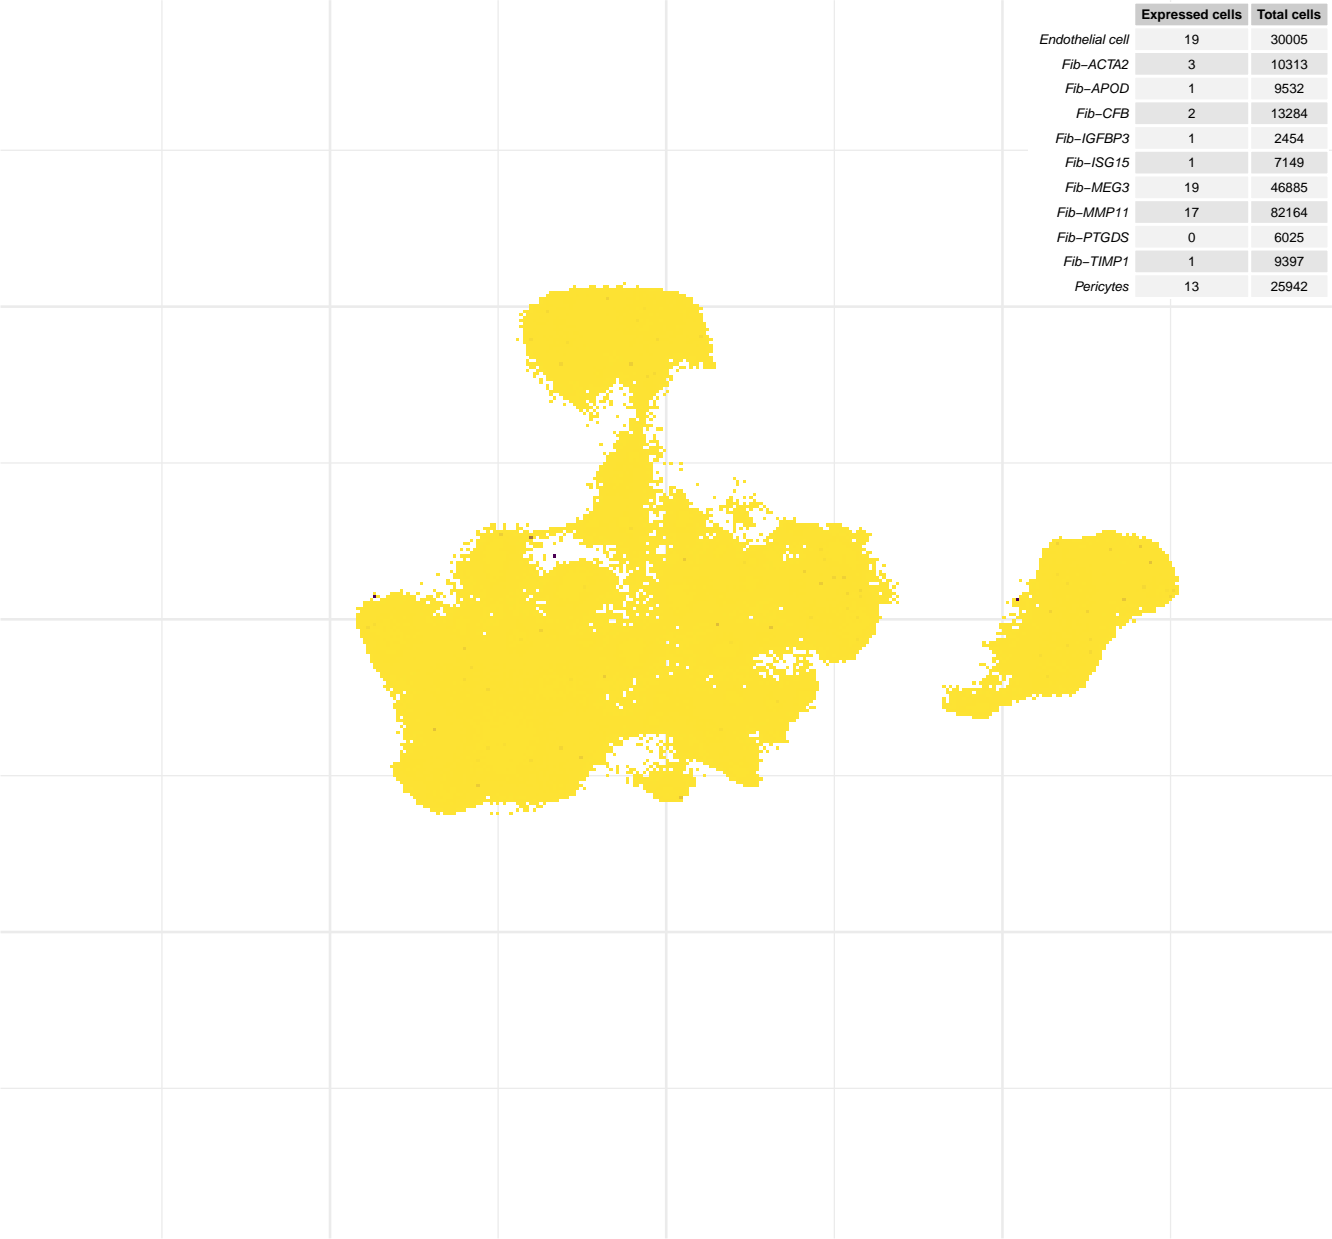 Expressed cells Total cells
Endothelial cell 19 30005
Fib−ACTA2 3 10313
Fib−APOD 1 9532
Fib−CFB 2 13284
Fib−IGFBP3 1 2454
Fib−ISG15 1 7149
Fib−MEG3 19 46885
Fib−MMP11 17 82164
Fib−PTGDS 0 6025
Fib−TIMP1 1 9397
Pericytes 13 25942